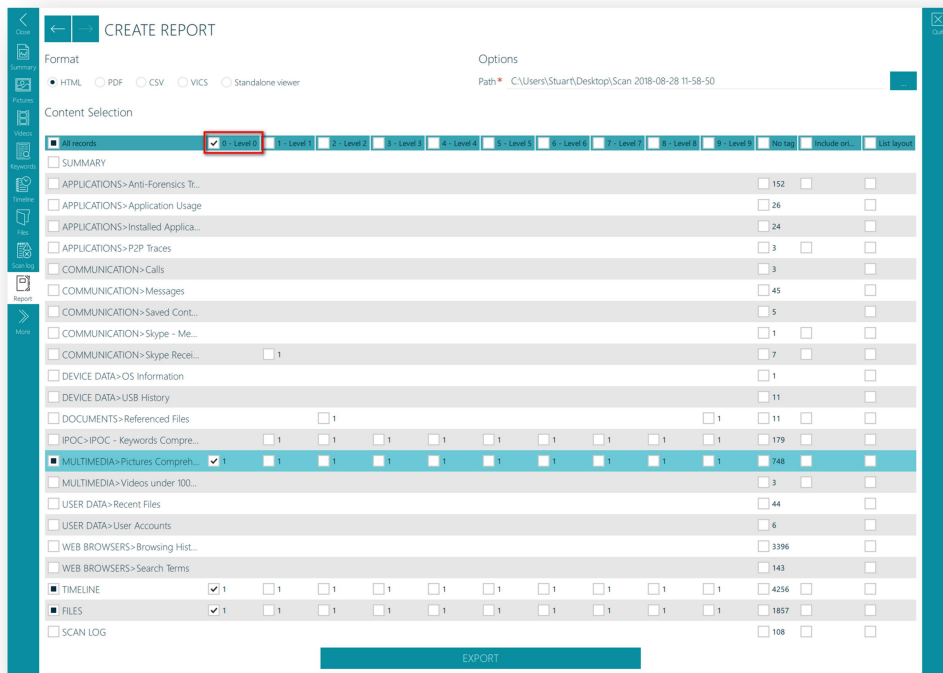 Close
Summary
Pictures
Videos
Keywords
Timeline
Files
Scan log
Report
More
CREATE REPORT
Format
HTML PDF CSV VICS Standalone viewer
Options
Path * C:\Users\Stuart\Desktop\Scan 2018-08-28 11-58-50 ...
Content Selection
All records 0 - Level 0 1 - Level 1 2 - Level 2 3 - Level 3 4 - Level 4 5 - Level 5 6 - Level 6 7 - Level 7 8 - Level 8 9 - Level 9 No tag Include ori... List layout
SUMMARY
APPLICATIONS>Anti-Forensics Tr... 152
APPLICATIONS>Application Usage 26
APPLICATIONS>Installed Applica... 24
APPLICATIONS>P2P Traces 3
COMMUNICATION>Calls 3
COMMUNICATION>Messages 45
COMMUNICATION>Saved Cont... 5
COMMUNICATION>Skype - Me... 1
COMMUNICATION>Skype Recei... 1 7
DEVICE DATA>OS Information 1
DEVICE DATA>USB History 11
DOCUMENTS>Referenced Files 1 1 11
IPOC>IPOC - Keywords Compre... 1 1 1 1 1 1 1 1 1 179
MULTIMEDIA>Pictures Compreh... 1 1 1 1 1 1 1 1 1 1 748
MULTIMEDIA>Videos under 100... 3
USER DATA>Recent Files 44
USER DATA>User Accounts 6
WEB BROWSERS>Browsing Hist... 3396
WEB BROWSERS>Search Terms 143
TIMELINE 1 1 1 1 1 1 1 1 1 1 4256
FILES 1 1 1 1 1 1 1 1 1 1 1857
SCAN LOG 108
EXPORT